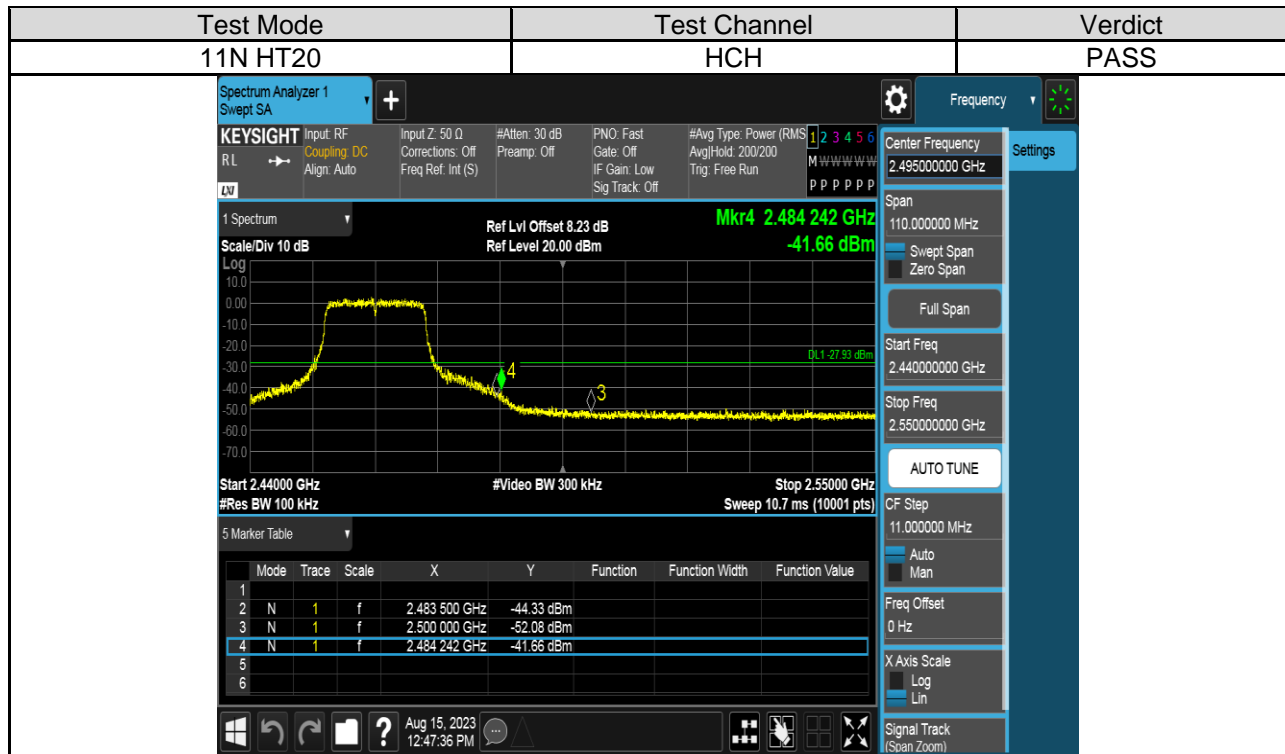 Test Mode Test Channel Verdict
11N HT20 HCH PASS
Spectrum Analyzer 1
Swept SA
+
Frequency
KEYSIGHT
RL
LXI
Input: RF
Coupling: DC
Align: Auto
Input Z: 50 Ω
Corrections: Off
Freq Ref: Int (S)
#Atten: 30 dB
Preamp: Off
PNO: Fast
Gate: Off
IF Gain: Low
Sig Track: Off
#Avg Type: Power (RMS
Avg|Hold: 200/200
Trig: Free Run
1 2 3 4 5 6
M W W W W W
P P P P P P
1 Spectrum
Scale/Div 10 dB
Ref Lvl Offset 8.23 dB
Ref Level 20.00 dBm
Mkr4 2.484 242 GHz
-41.66 dBm
Log
10.0
0.00
-10.0
-20.0
-30.0
-40.0
-50.0
-60.0
-70.0
DL1 -27.93 dBm
4
3
Start 2.44000 GHz #Video BW 300 kHz Stop 2.55000 GHz
#Res BW 100 kHz Sweep 10.7 ms (10001 pts)
5 Marker Table
Mode Trace Scale X Y Function Function Width Function Value
1
2 N 1 f 2.483 500 GHz -44.33 dBm
3 N 1 f 2.500 000 GHz -52.08 dBm
4 N 1 f 2.484 242 GHz -41.66 dBm
5
6
?
Aug 15, 2023
12:47:36 PM
Center Frequency
2.495000000 GHz
Settings
Span
110.000000 MHz
Swept Span
Zero Span
Full Span
Start Freq
2.440000000 GHz
Stop Freq
2.550000000 GHz
AUTO TUNE
CF Step
11.000000 MHz
Auto
Man
Freq Offset
0 Hz
X Axis Scale
Log
Lin
Signal Track
(Span Zoom)